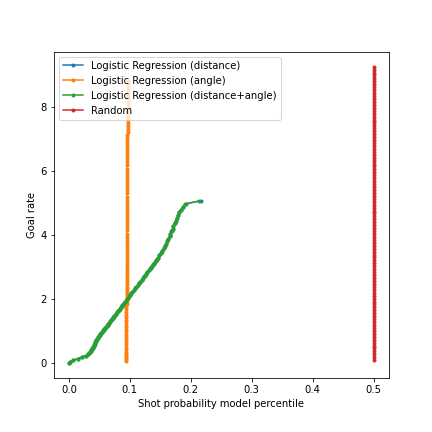 Logistic Regression (distance)
Logistic Regression (angle)
Logistic Regression (distance+angle)
Random
Goal rate
8
6
4
2
0
0.0 0.1 0.2 0.3 0.4 0.5
Shot probability model percentile